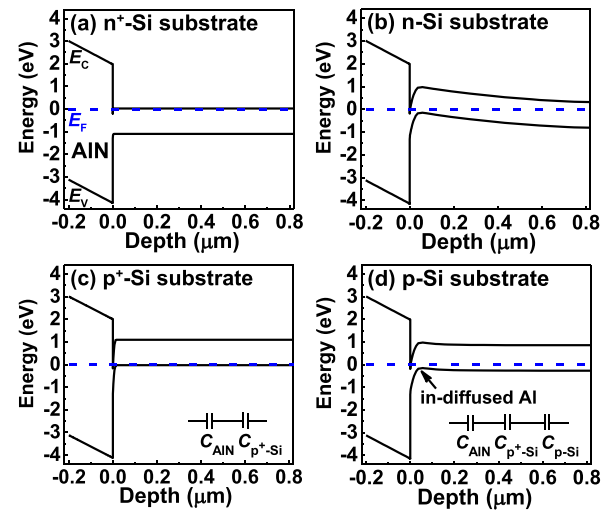 (a) n⁺-Si substrate
Energy (eV)
4
3
2
1
0
-1
-2
-3
-4
E_C
E_F
AlN
E_V
-0.2 0.0 0.2 0.4 0.6 0.8
Depth (μm)
(b) n-Si substrate
Energy (eV)
4
3
2
1
0
-1
-2
-3
-4
-0.2 0.0 0.2 0.4 0.6 0.8
Depth (μm)
(c) p⁺-Si substrate
Energy (eV)
4
3
2
1
0
-1
-2
-3
-4
C_AlN C_p⁺-Si
-0.2 0.0 0.2 0.4 0.6 0.8
Depth (μm)
(d) p-Si substrate
Energy (eV)
4
3
2
1
0
1
-2
-3
-4
in-diffused Al
C_AlN C_p⁺-Si C_p-Si
-0.2 0.0 0.2 0.4 0.6 0.8
Depth (μm)